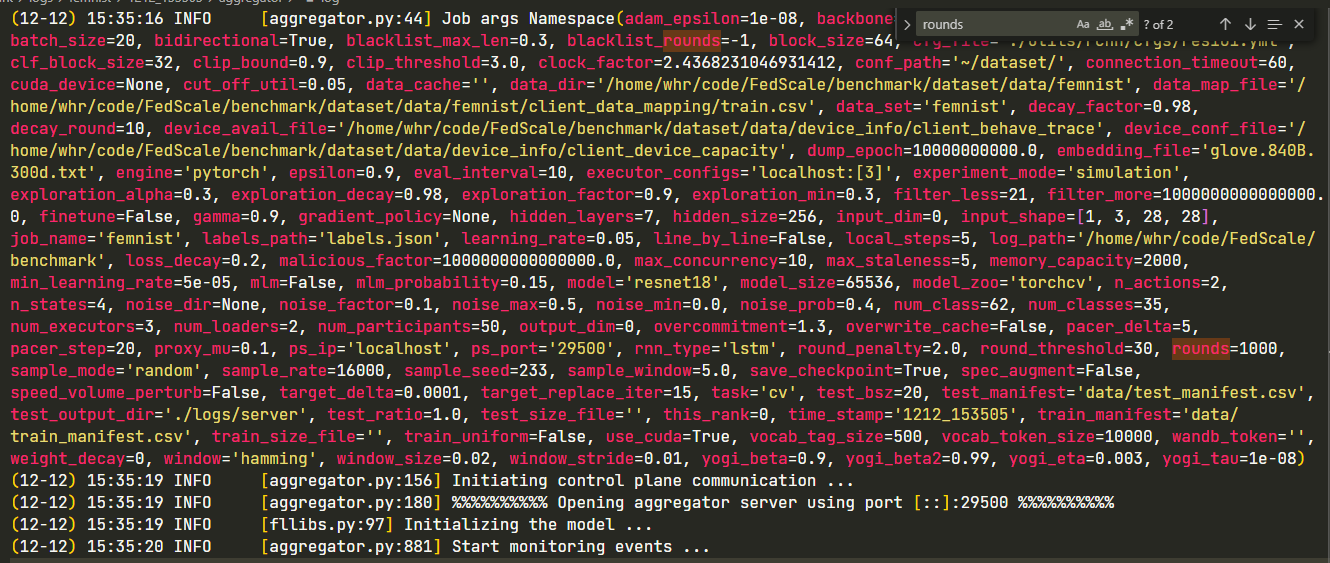 (12-12) 15:35:16 INFO [aggregator.py:44] Job args Namespace(adam_epsilon=1e-08,
rounds Aa ab ? of 2
batch_size=20, bidirectional=True, blacklist_max_len=0.3, blacklist_rounds=-1, block_size=64,
clf_block_size=32, clip_bound=0.9, clip_threshold=3.0, clock_factor=2.4368231046931412, conf_path='~/dataset/', connection_timeout=60,
cuda_device=None, cut_off_util=0.05, data_cache='', data_dir='/home/whr/code/FedScale/benchmark/dataset/data/femnist', data_map_file='/
home/whr/code/FedScale/benchmark/dataset/data/femnist/client_data_mapping/train.csv', data_set='femnist', decay_factor=0.98,
decay_round=10, device_avail_file='/home/whr/code/FedScale/benchmark/dataset/data/device_info/client_behave_trace', device_conf_file='/
home/whr/code/FedScale/benchmark/dataset/data/device_info/client_device_capacity', dump_epoch=10000000000.0, embedding_file='glove.840B.
300d.txt', engine='pytorch', epsilon=0.9, eval_interval=10, executor_configs='localhost:[3]', experiment_mode='simulation',
exploration_alpha=0.3, exploration_decay=0.98, exploration_factor=0.9, exploration_min=0.3, filter_less=21, filter_more=1000000000000000.
0, finetune=False, gamma=0.9, gradient_policy=None, hidden_layers=7, hidden_size=256, input_dim=0, input_shape=[1, 3, 28, 28],
job_name='femnist', labels_path='labels.json', learning_rate=0.05, line_by_line=False, local_steps=5, log_path='/home/whr/code/FedScale/
benchmark', loss_decay=0.2, malicious_factor=1000000000000000.0, max_concurrency=10, max_staleness=5, memory_capacity=2000,
min_learning_rate=5e-05, mlm=False, mlm_probability=0.15, model='resnet18', model_size=65536, model_zoo='torchcv', n_actions=2,
n_states=4, noise_dir=None, noise_factor=0.1, noise_max=0.5, noise_min=0.0, noise_prob=0.4, num_class=62, num_classes=35,
num_executors=3, num_loaders=2, num_participants=50, output_dim=0, overcommitment=1.3, overwrite_cache=False, pacer_delta=5,
pacer_step=20, proxy_mu=0.1, ps_ip='localhost', ps_port='29500', rnn_type='lstm', round_penalty=2.0, round_threshold=30, rounds=1000,
sample_mode='random', sample_rate=16000, sample_seed=233, sample_window=5.0, save_checkpoint=True, spec_augment=False,
speed_volume_perturb=False, target_delta=0.0001, target_replace_iter=15, task='cv', test_bsz=20, test_manifest='data/test_manifest.csv',
test_output_dir='./logs/server', test_ratio=1.0, test_size_file='', this_rank=0, time_stamp='1212_153505', train_manifest='data/
train_manifest.csv', train_size_file='', train_uniform=False, use_cuda=True, vocab_tag_size=500, vocab_token_size=10000, wandb_token='',
weight_decay=0, window='hamming', window_size=0.02, window_stride=0.01, yogi_beta=0.9, yogi_beta2=0.99, yogi_eta=0.003, yogi_tau=1e-08)
(12-12) 15:35:19 INFO [aggregator.py:156] Initiating control plane communication ...
(12-12) 15:35:19 INFO [aggregator.py:180] %%%%%%%%%% Opening aggregator server using port [::]:29500 %%%%%%%%%%
(12-12) 15:35:19 INFO [fllibs.py:97] Initializing the model ...
(12-12) 15:35:20 INFO [aggregator.py:881] Start monitoring events ...